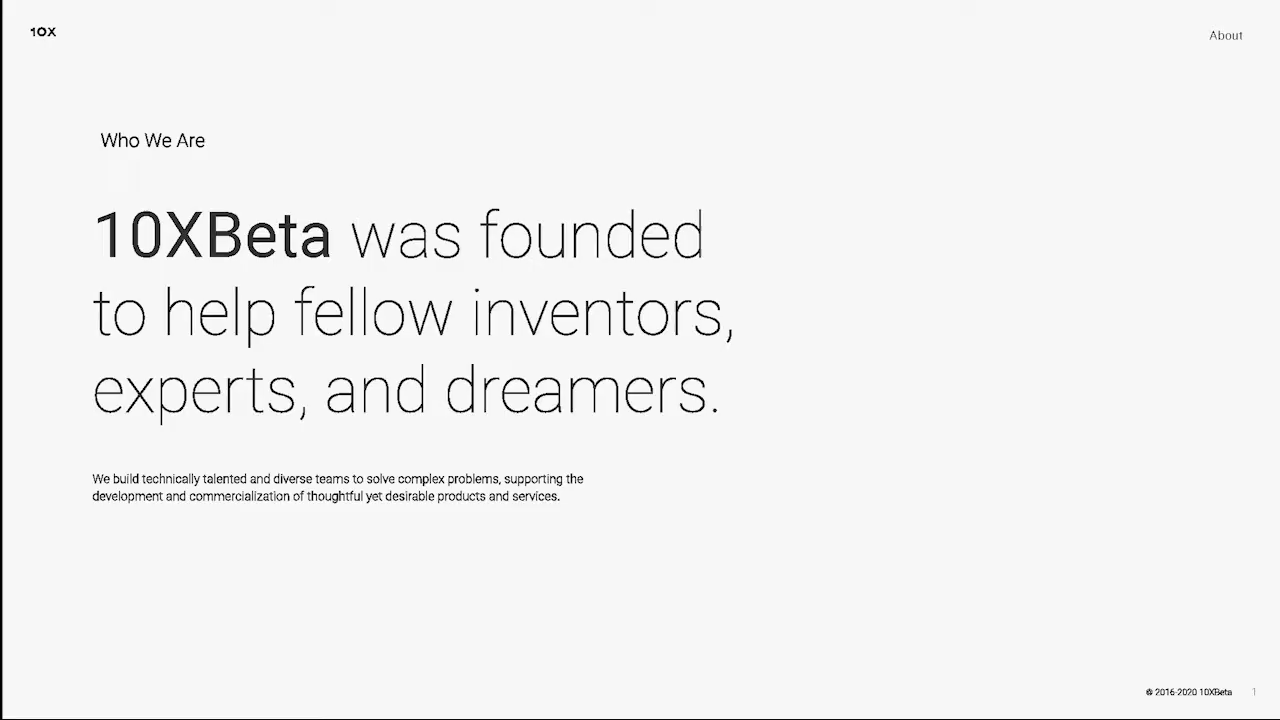 10X
About
Who We Are
10XBeta was founded
to help fellow inventors,
experts, and dreamers.
We build technically talented and diverse teams to solve complex problems, supporting the
development and commercialization of thoughtful yet desirable products and services.
© 2016-2020 10XBeta 1